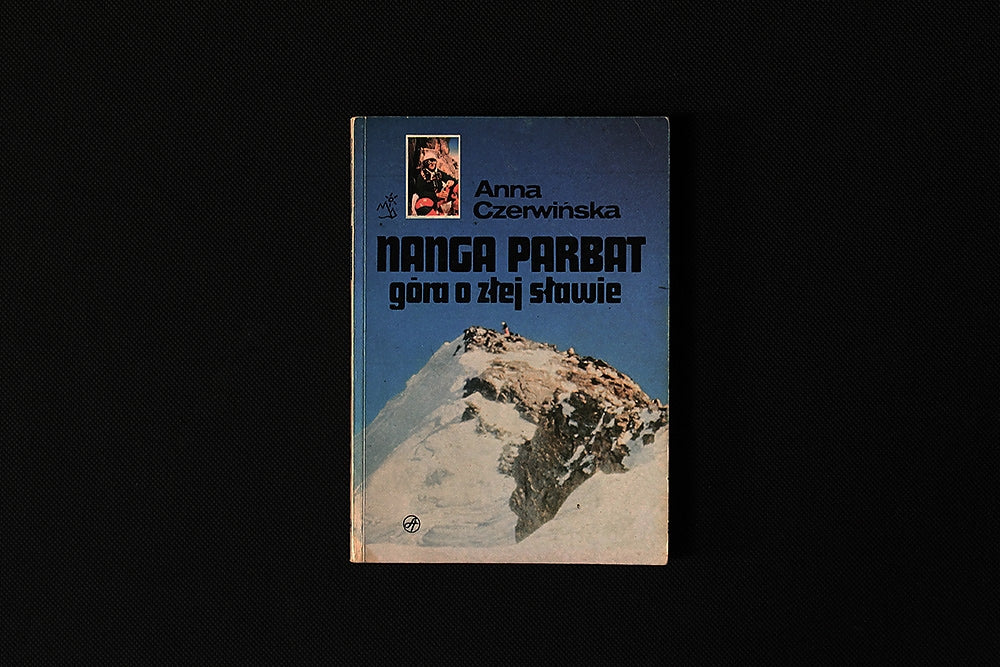 Anna
Czerwińska
NANGA PARBAT
góra o złej sławie